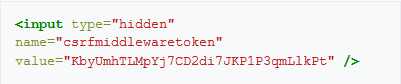 <input type="hidden"
name="csrfmiddlewaretoken"
value="KbyUmhTLMpYj7CD2di7JKP1P3qmLlkPt" />